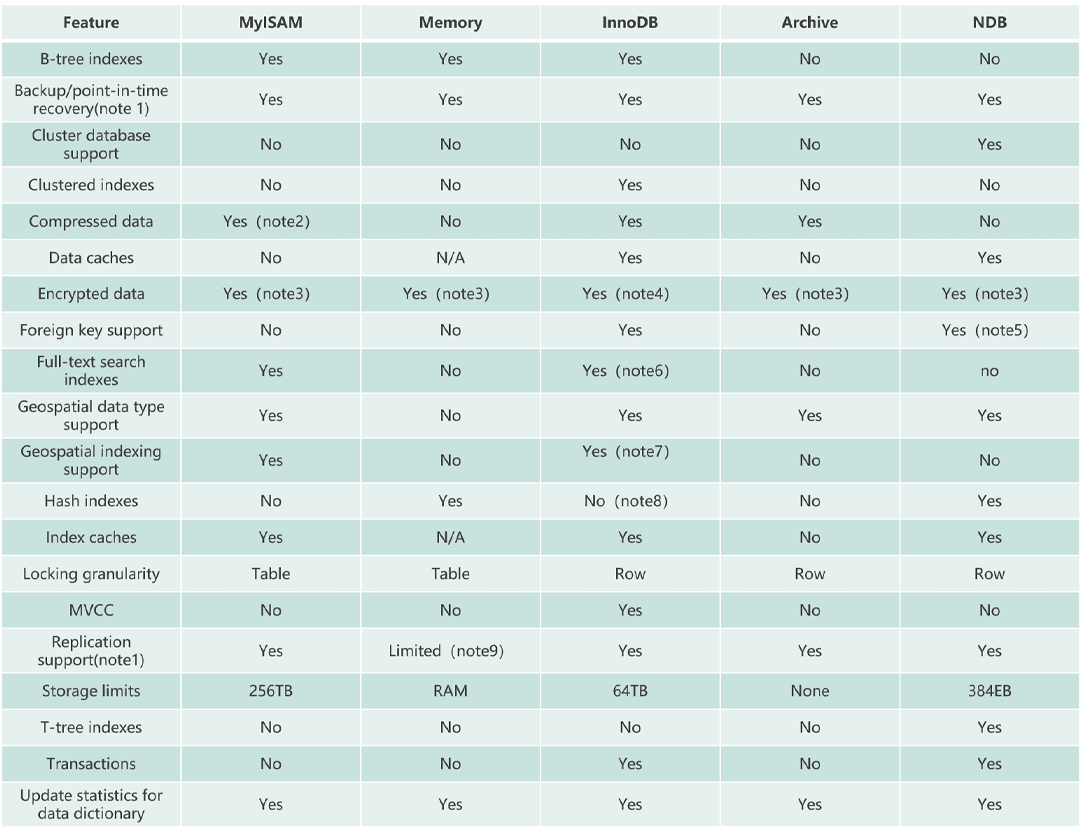 Feature MyISAM Memory InnoDB Archive NDB
B-tree indexes Yes Yes Yes No No
Backup/point-in-time
recovery(note 1) Yes Yes Yes Yes Yes
Cluster database
support No No No No Yes
Clustered indexes No No Yes No No
Compressed data Yes (note2) No Yes Yes No
Data caches No N/A Yes No Yes
Encrypted data Yes (note3) Yes (note3) Yes (note4) Yes (note3) Yes (note3)
Foreign key support No No Yes No Yes (note5)
Full-text search
indexes Yes No Yes (note6) No no
Geospatial data type
support Yes No Yes Yes Yes
Geospatial indexing
support Yes No Yes (note7) No No
Hash indexes No Yes No (note8) No Yes
Index caches Yes N/A Yes No Yes
Locking granularity Table Table Row Row Row
MVCC No No Yes No No
Replication
support(note1) Yes Limited (note9) Yes Yes Yes
Storage limits 256TB RAM 64TB None 384EB
T-tree indexes No No No No Yes
Transactions No No Yes No Yes
Update statistics for
data dictionary Yes Yes Yes Yes Yes